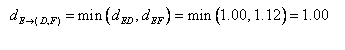 d_{E→(D,F)} = min (d_{ED}, d_{EF}) = min (1.00, 1.12) = 1.00